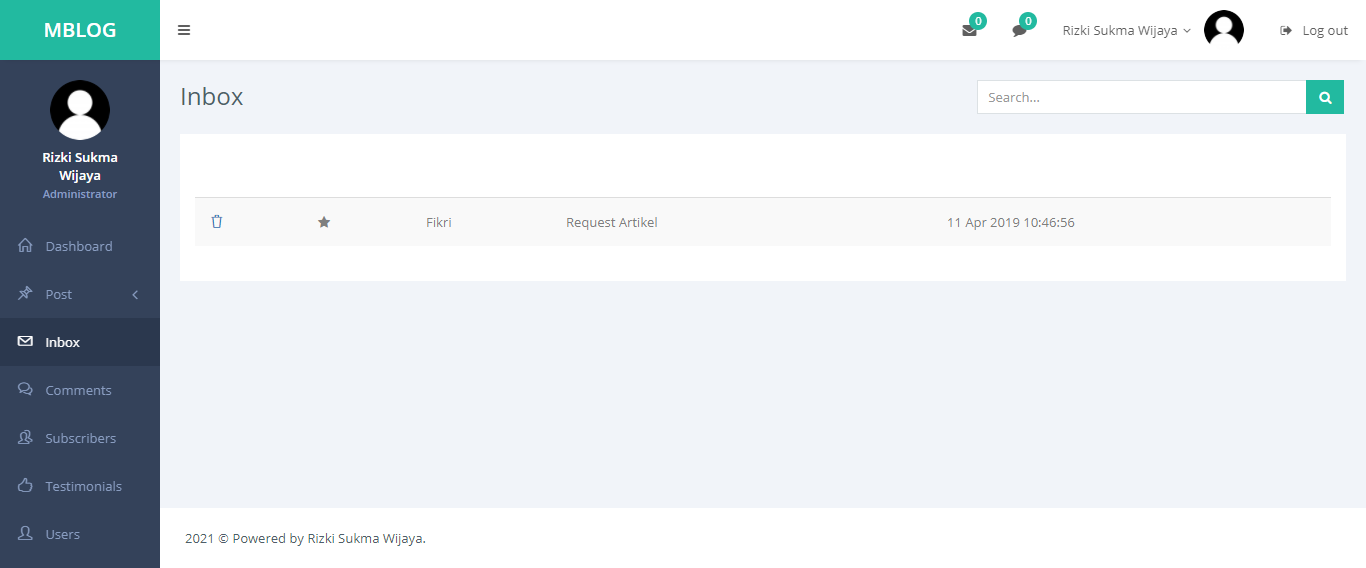 MBLOG
0
0
Rizki Sukma Wijaya
Log out
Rizki Sukma
Wijaya
Administrator
Dashboard
Post
Inbox
Comments
Subscribers
Testimonials
Users
Inbox
Search...
Fikri Request Artikel 11 Apr 2019 10:46:56
2021 © Powered by Rizki Sukma Wijaya.